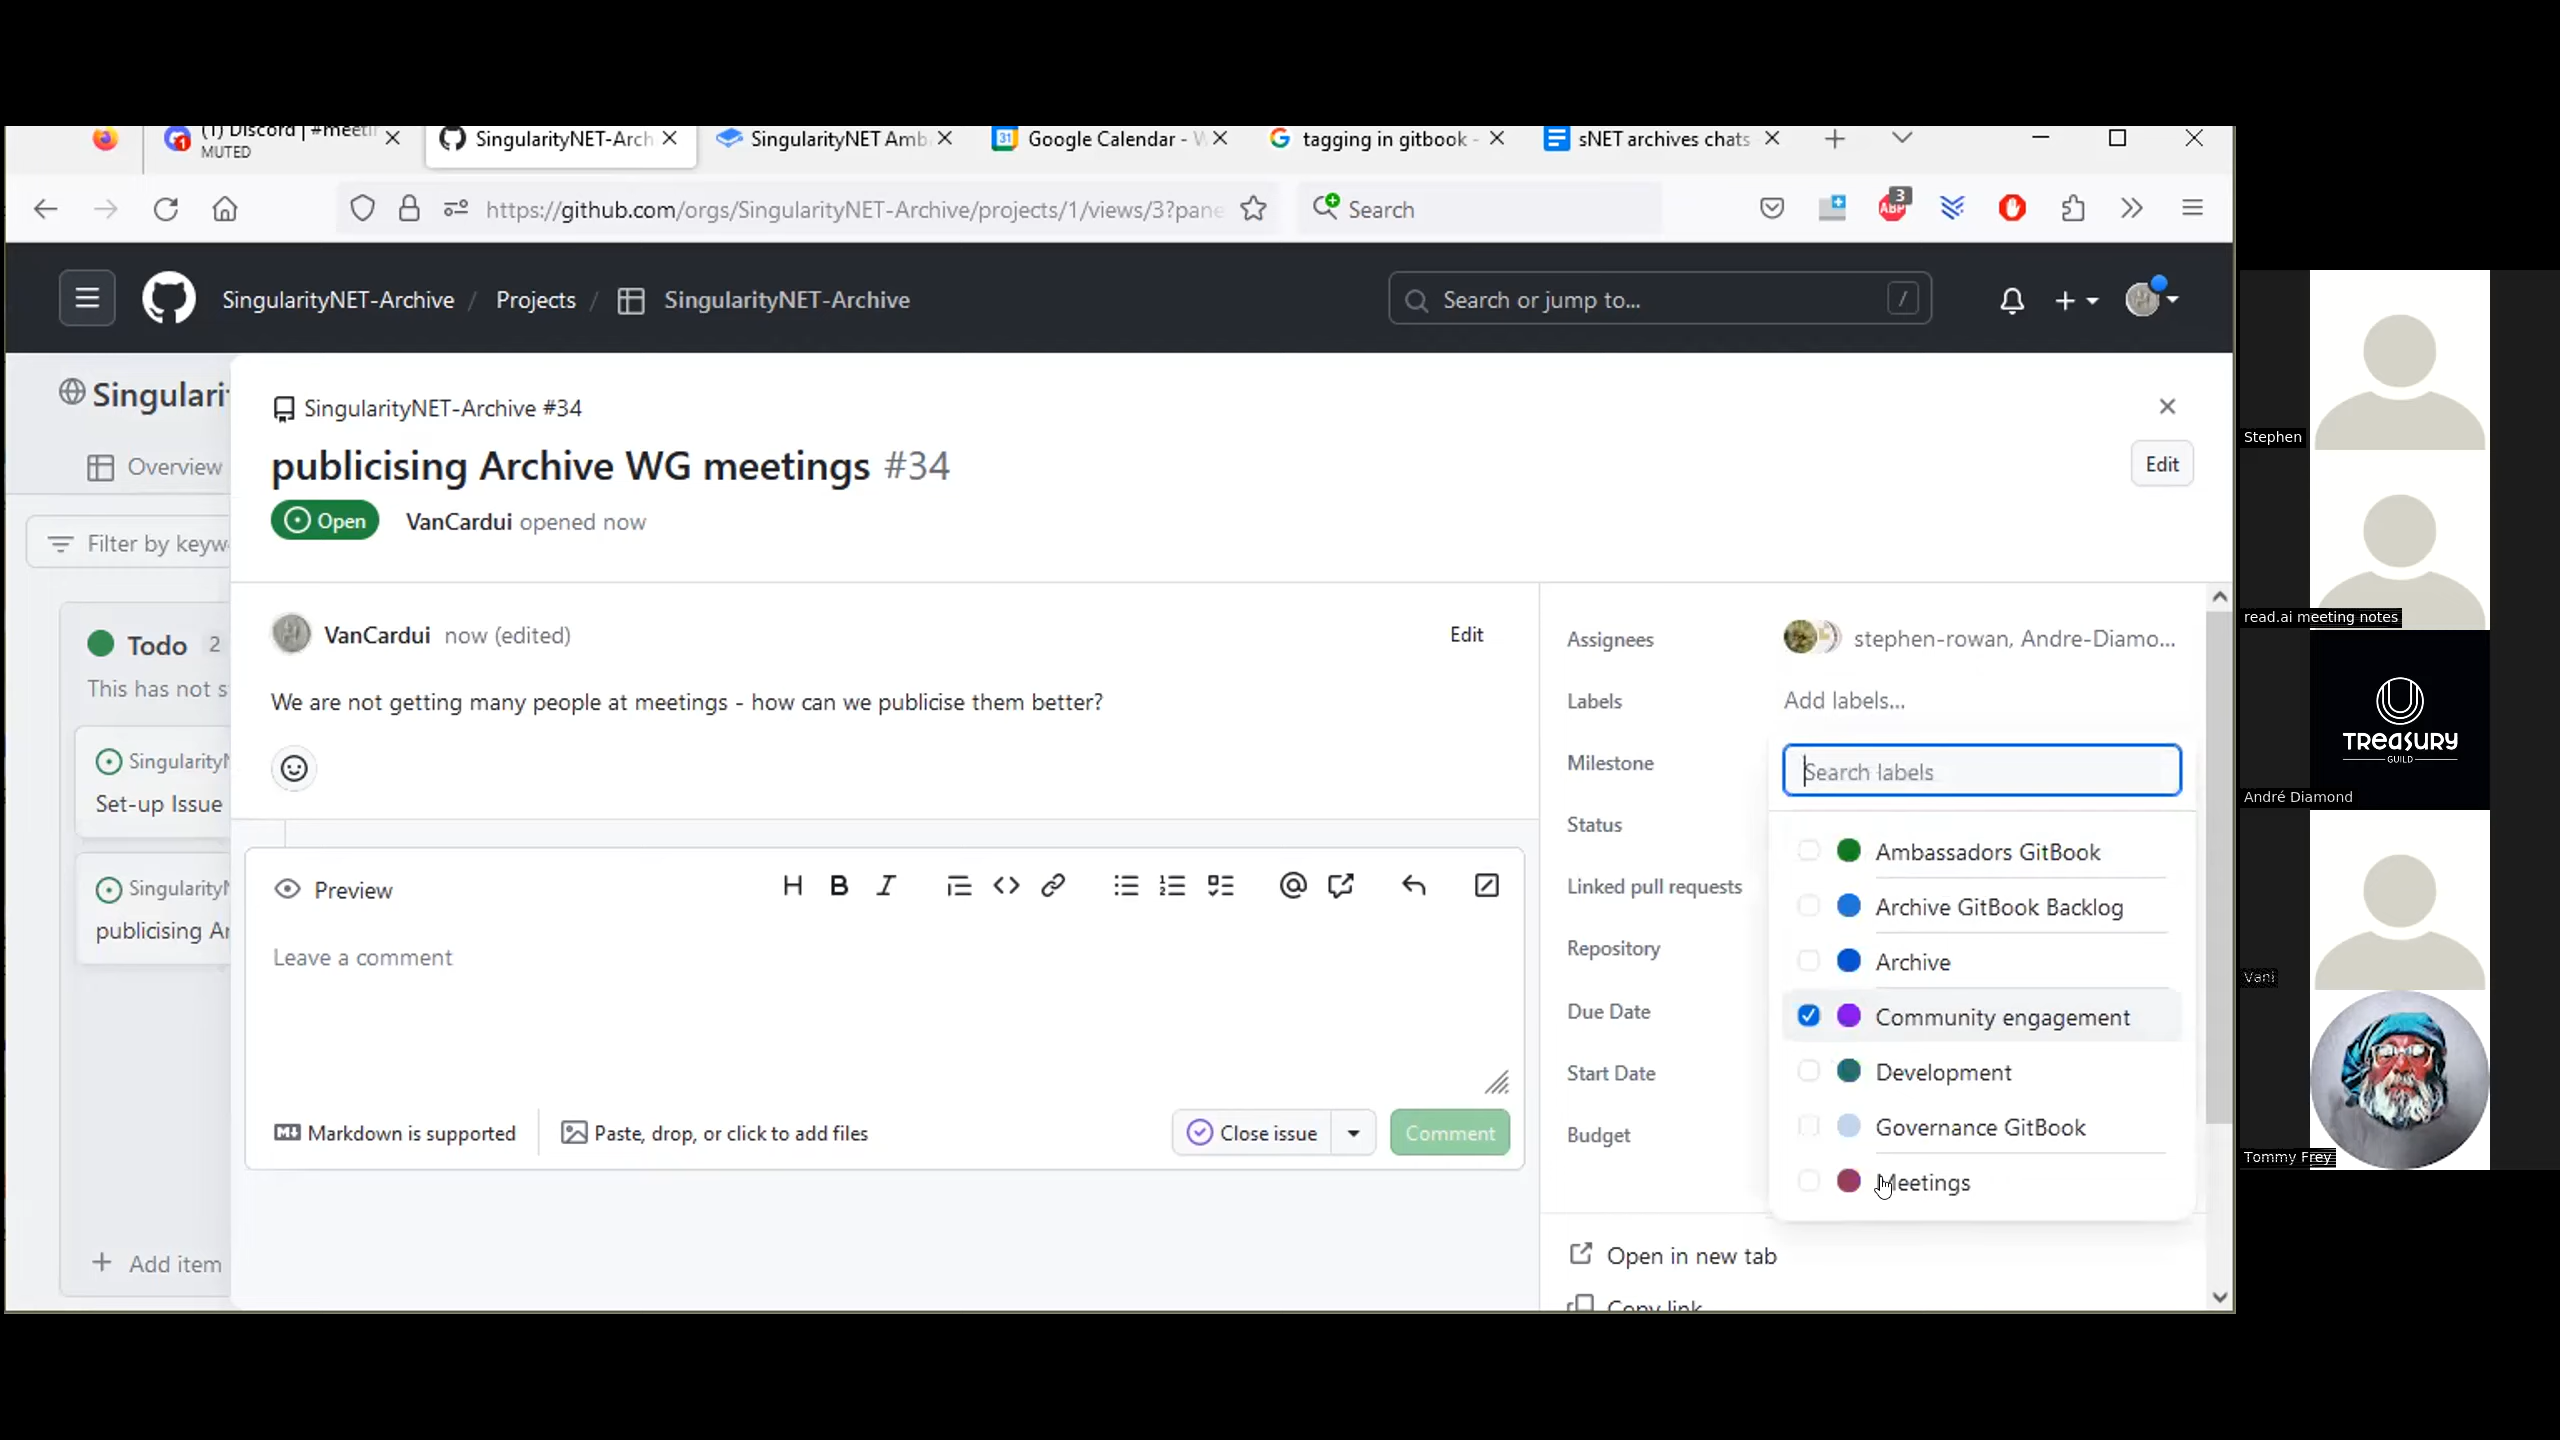 (1) Discord | #meetin
MUTED
SingularityNET-Arch
SingularityNET Amb
Google Calendar - W
tagging in gitbook -
sNET archives chats
https://github.com/orgs/SingularityNET-Archive/projects/1/views/3?pane
Search
3
ABP
SingularityNET-Archive / Projects / SingularityNET-Archive
Search or jump to...
/
Singulari
Overview
Filter by keyw
Todo 2
This has not s
SingularityN
Set-up Issue
SingularityN
publicising Ar
Add item
SingularityNET-Archive #34
publicising Archive WG meetings #34
Edit
Open
VanCardui opened now
VanCardui now (edited)
Edit
We are not getting many people at meetings - how can we publicise them better?
Preview
Leave a comment
Markdown is supported
Paste, drop, or click to add files
Close issue
Comment
Assignees
stephen-rowan, Andre-Diamo...
Labels
Add labels...
Milestone
Status
Linked pull requests
Repository
Due Date
Start Date
Budget
Search labels
Ambassadors GitBook
Archive GitBook Backlog
Archive
Community engagement
Development
Governance GitBook
Meetings
Open in new tab
Copy link
Stephen
read.ai meeting notes
TREASURY
GUILD
André Diamond
Vani
Tommy Frey